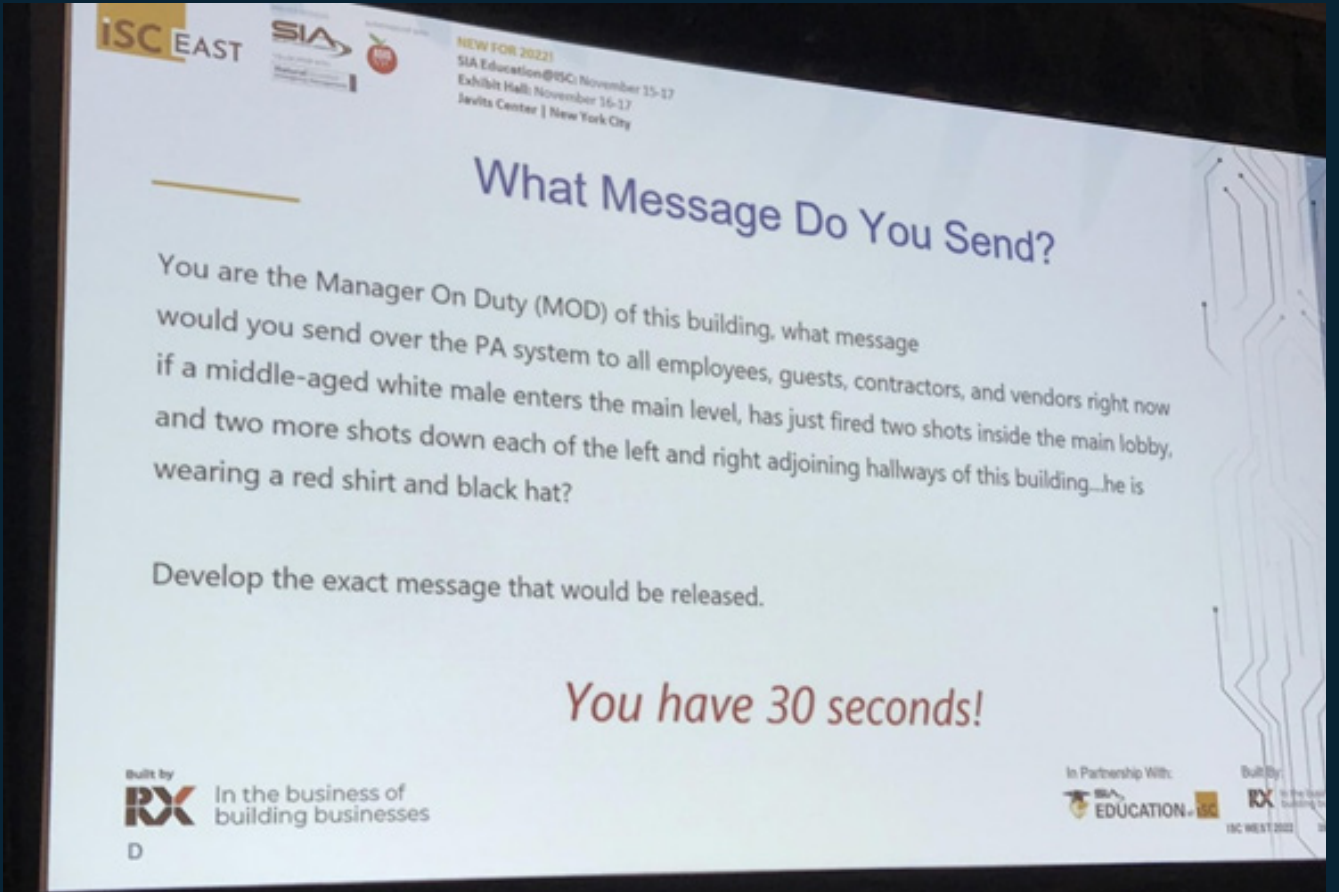 iSC EAST
SIA
NEW FOR 2022!
SIA Education@ISC: November 15-17
Exhibit Hall: November 16-17
Javits Center | New York City
What Message Do You Send?
You are the Manager On Duty (MOD) of this building, what message
would you send over the PA system to all employees, guests, contractors, and vendors right now
if a middle-aged white male enters the main level, has just fired two shots inside the main lobby,
and two more shots down each of the left and right adjoining hallways of this building...he is
wearing a red shirt and black hat?
Develop the exact message that would be released.
You have 30 seconds!
Built by
RX In the business of
building businesses
D
In Partnership With:
SIA
EDUCATION@iSC
Built By:
RX
ISC WEST 2022